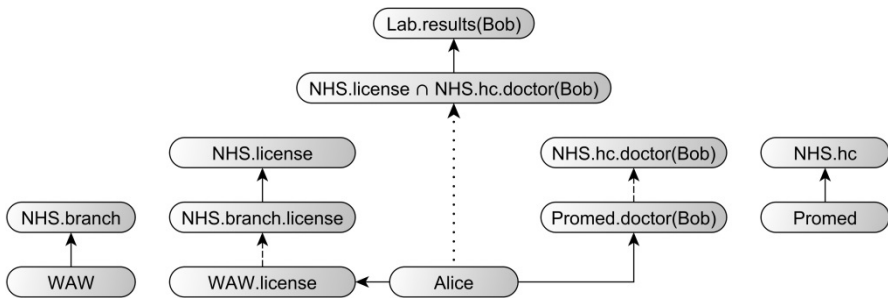 Lab.results(Bob)
NHS.license ∩ NHS.hc.doctor(Bob)
NHS.license
NHS.hc.doctor(Bob)
NHS.hc
NHS.branch
NHS.branch.license
Promed.doctor(Bob)
Promed
WAW
WAW.license
Alice